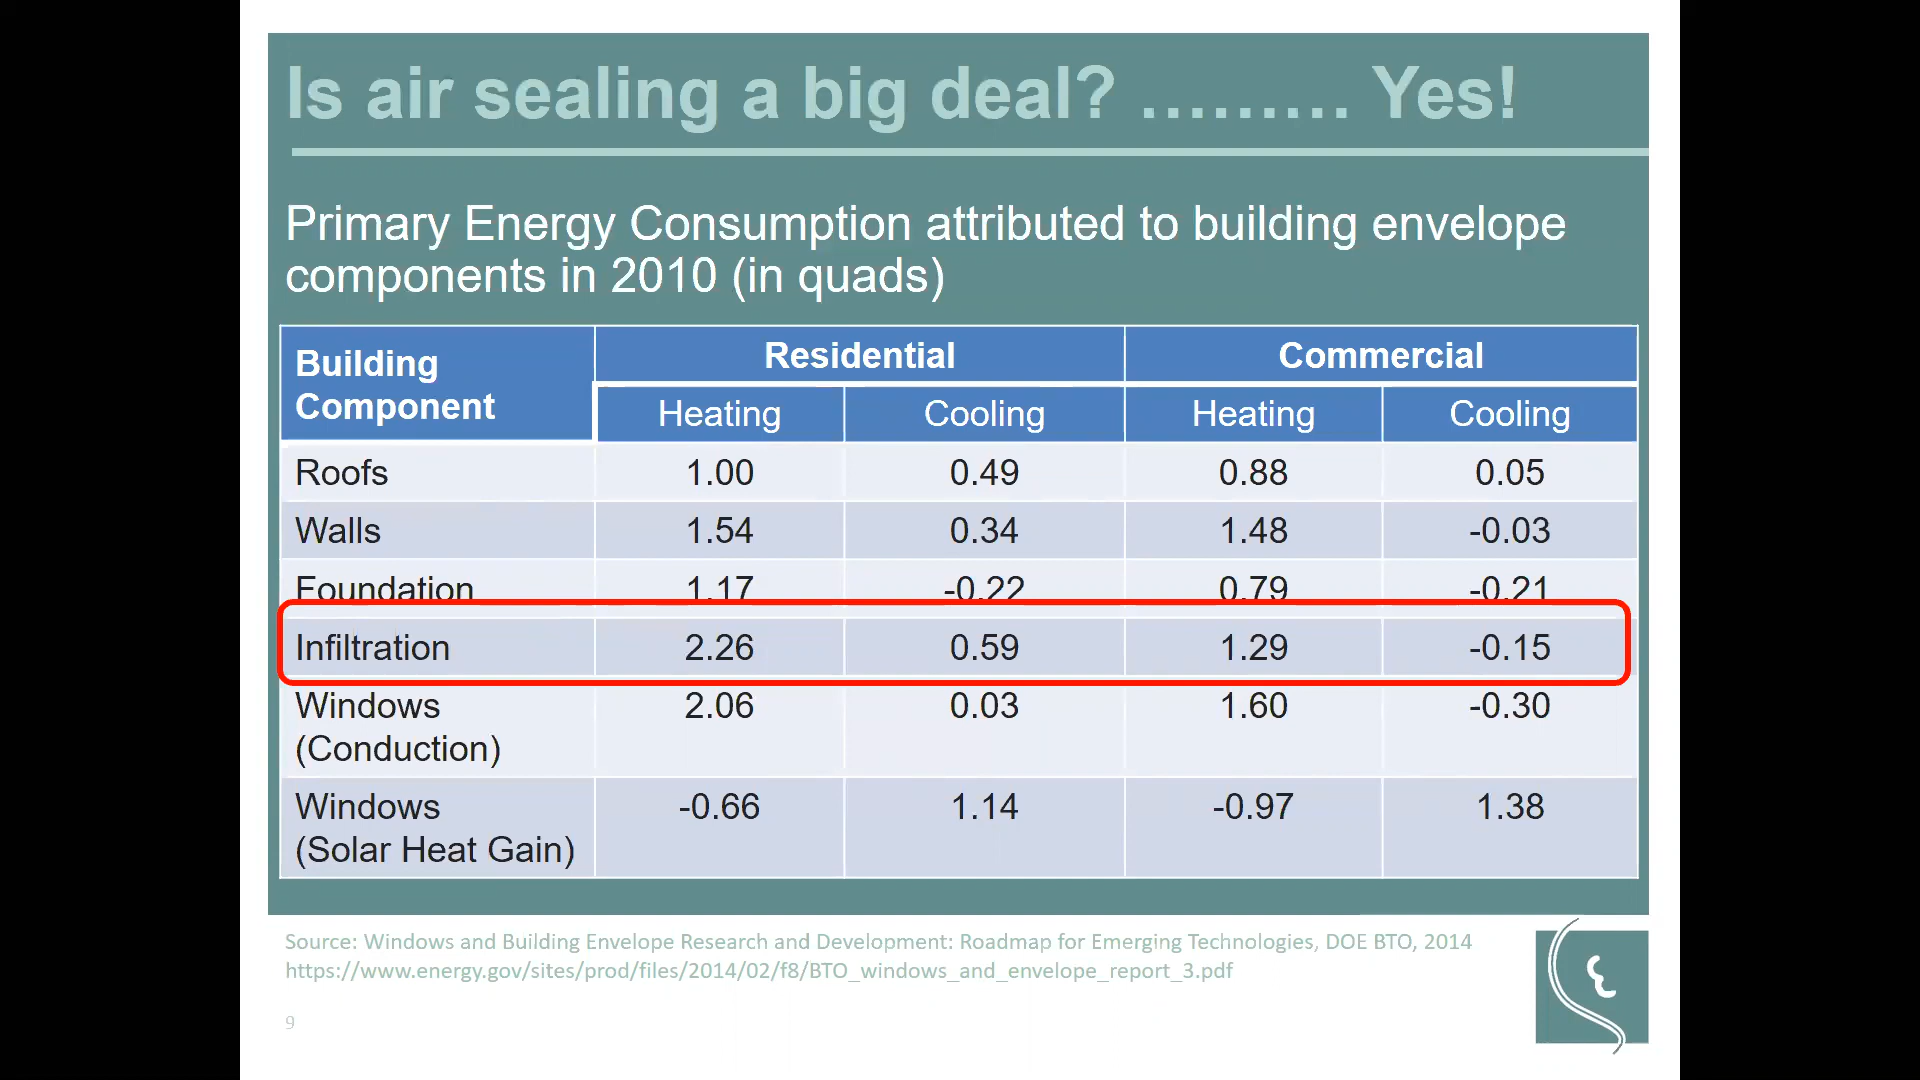 Is air sealing a big deal? ......... Yes!
Primary Energy Consumption attributed to building envelope
components in 2010 (in quads)
Building Component Residential Commercial
Heating Cooling Heating Cooling
Roofs 1.00 0.49 0.88 0.05
Walls 1.54 0.34 1.48 -0.03
Foundation 1.17 -0.22 0.79 -0.21
Infiltration 2.26 0.59 1.29 -0.15
Windows 2.06 0.03 1.60 -0.30
(Conduction)
Windows -0.66 1.14 -0.97 1.38
(Solar Heat Gain)
Source: Windows and Building Envelope Research and Development: Roadmap for Emerging Technologies, DOE BTO, 2014
https://www.energy.gov/sites/prod/files/2014/02/f8/BTO_windows_and_envelope_report_3.pdf
9